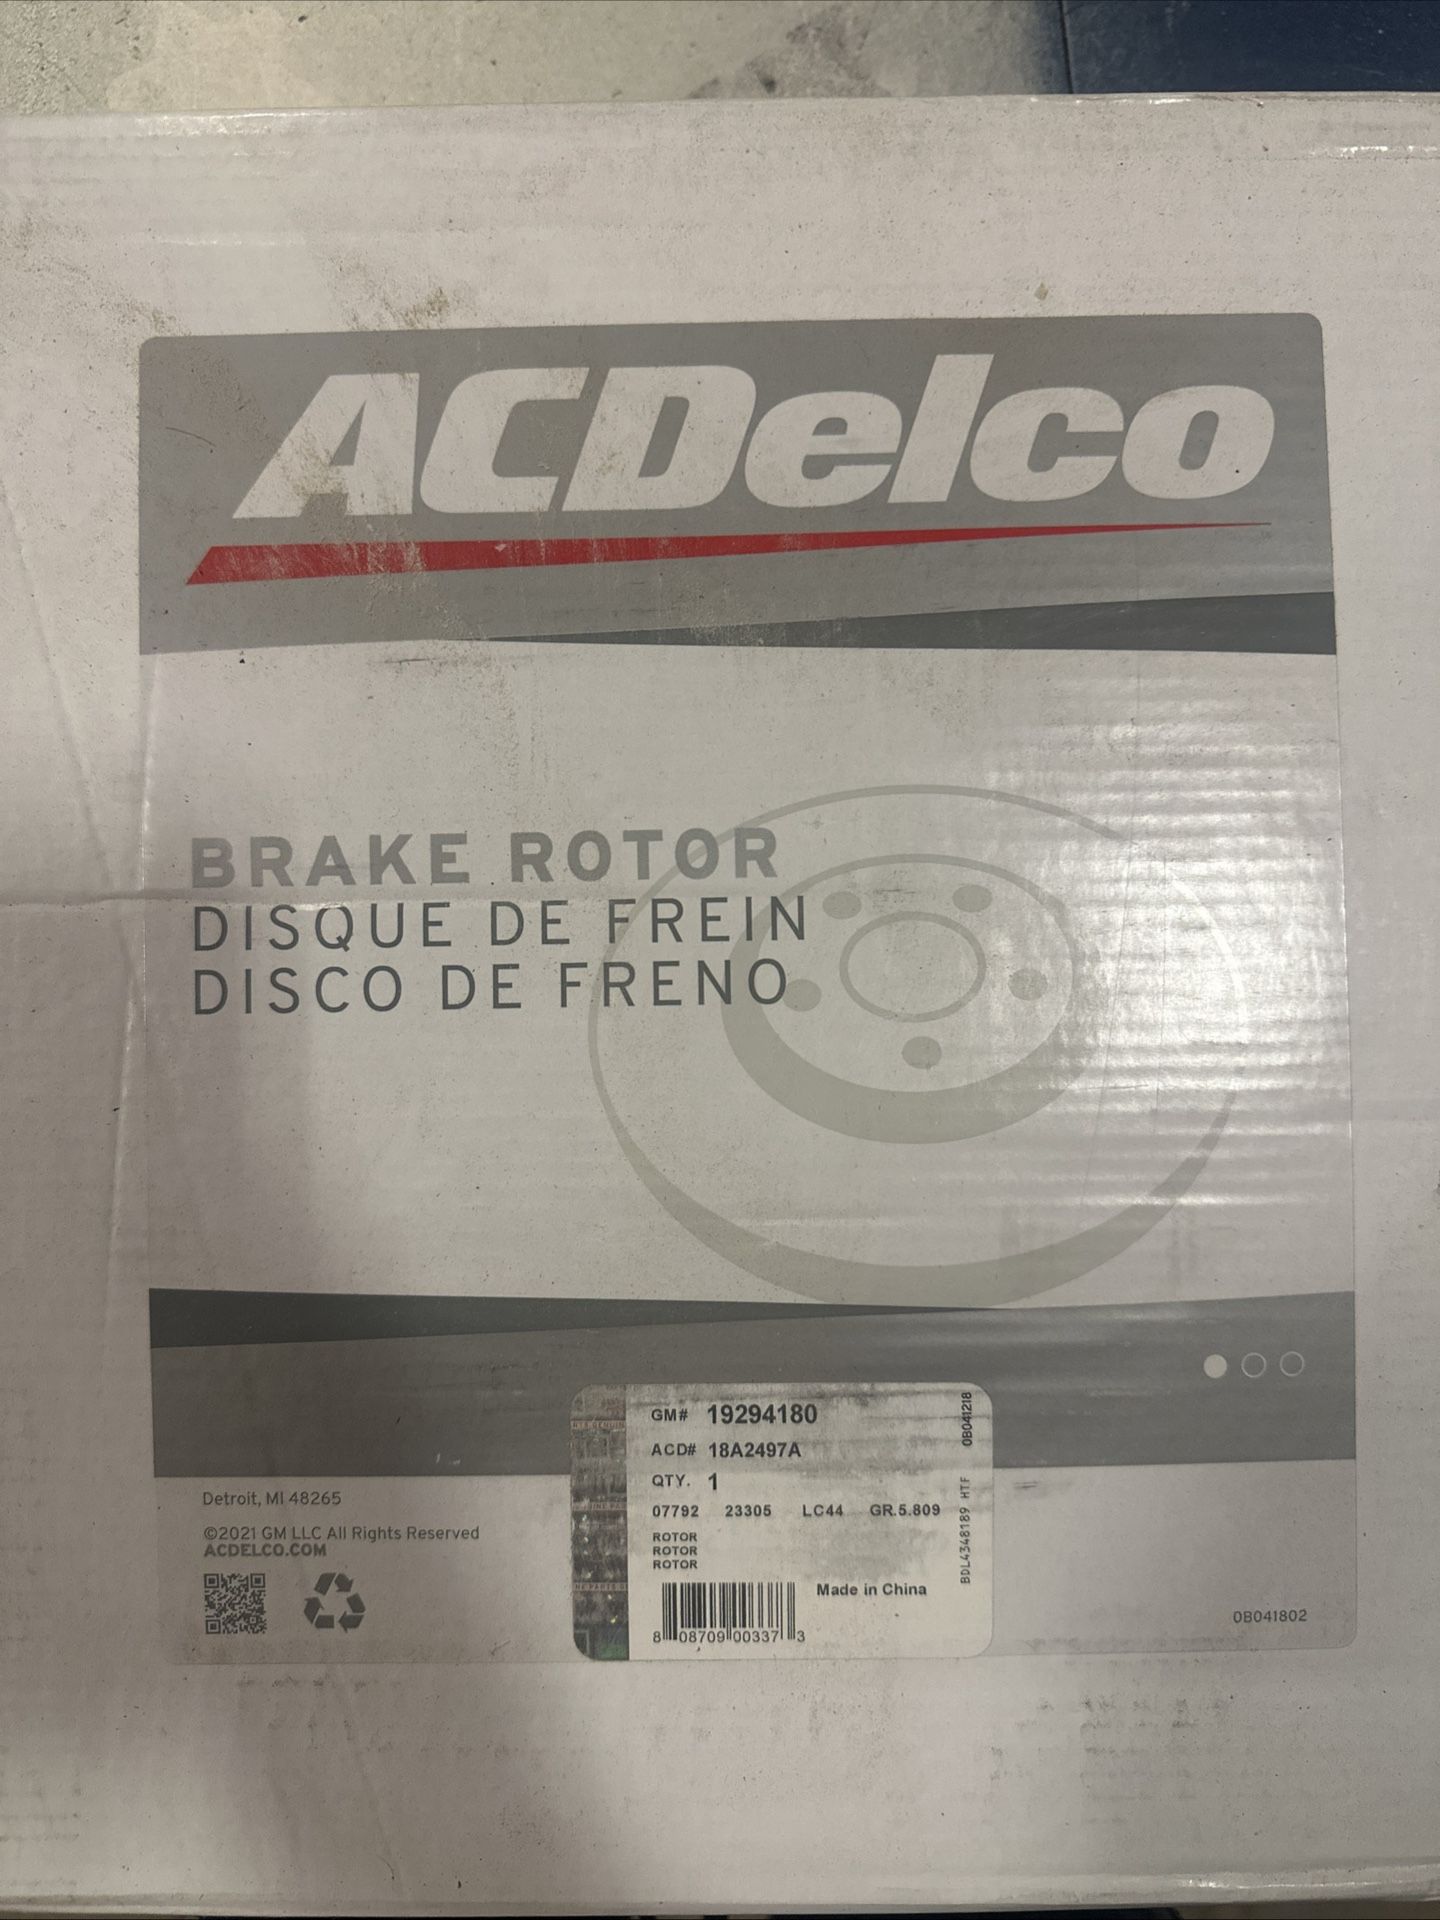 ACDelco
BRAKE ROTOR
DISQUE DE FREIN
DISCO DE FRENO
GM# 19294180
ACD# 18A2497A
QTY. 1
07792 23305 LC44 GR.5.809
ROTOR
ROTOR
ROTOR
Made in China
8 08709 00337 3
BDL4348189 HTF 0B041218
Detroit, MI 48265
©2021 GM LLC All Rights Reserved
ACDELCO.COM
0B041802